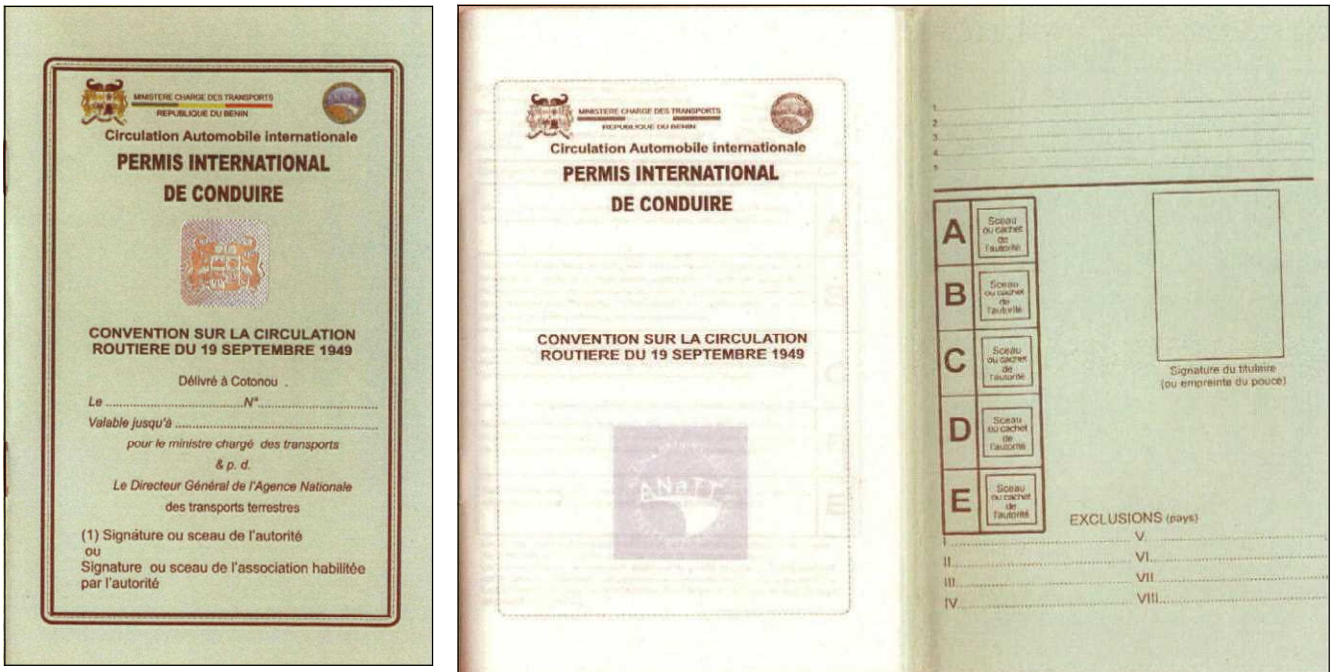 MINISTERE CHARGE DES TRANSPORTS
REPUBLIQUE DU BENIN
Circulation Automobile internationale
PERMIS INTERNATIONAL
DE CONDUIRE
CONVENTION SUR LA CIRCULATION
ROUTIERE DU 19 SEPTEMBRE 1949
Délivré à Cotonou .
Le ........................................N°...................................
Valable jusqu'à ...........................................................
pour le ministre chargé des transports
& p. d.
Le Directeur Général de l'Agence Nationale
des transports terrestres
(1) Signature ou sceau de l'autorité
ou
Signature ou sceau de l'association habilitée
par l'autorité
MINISTERE CHARGE DES TRANSPORTS
REPUBLIQUE DU BENIN
Circulation Automobile internationale
PERMIS INTERNATIONAL
DE CONDUIRE
CONVENTION SUR LA CIRCULATION
ROUTIERE DU 19 SEPTEMBRE 1949
ANaTT
1
2
3
4
5
A
Sceau
ou cachet
de
l'autorité
B
Sceau
ou cachet
de
l'autorité
C
Sceau
ou cachet
de
l'autorité
D
Sceau
ou cachet
de
l'autorité
E
Sceau
ou cachet
de
l'autorité
Signature du titulaire
(ou empreinte du pouce)
EXCLUSIONS (pays)
I
II
III
IV
V
VI
VII
VIII